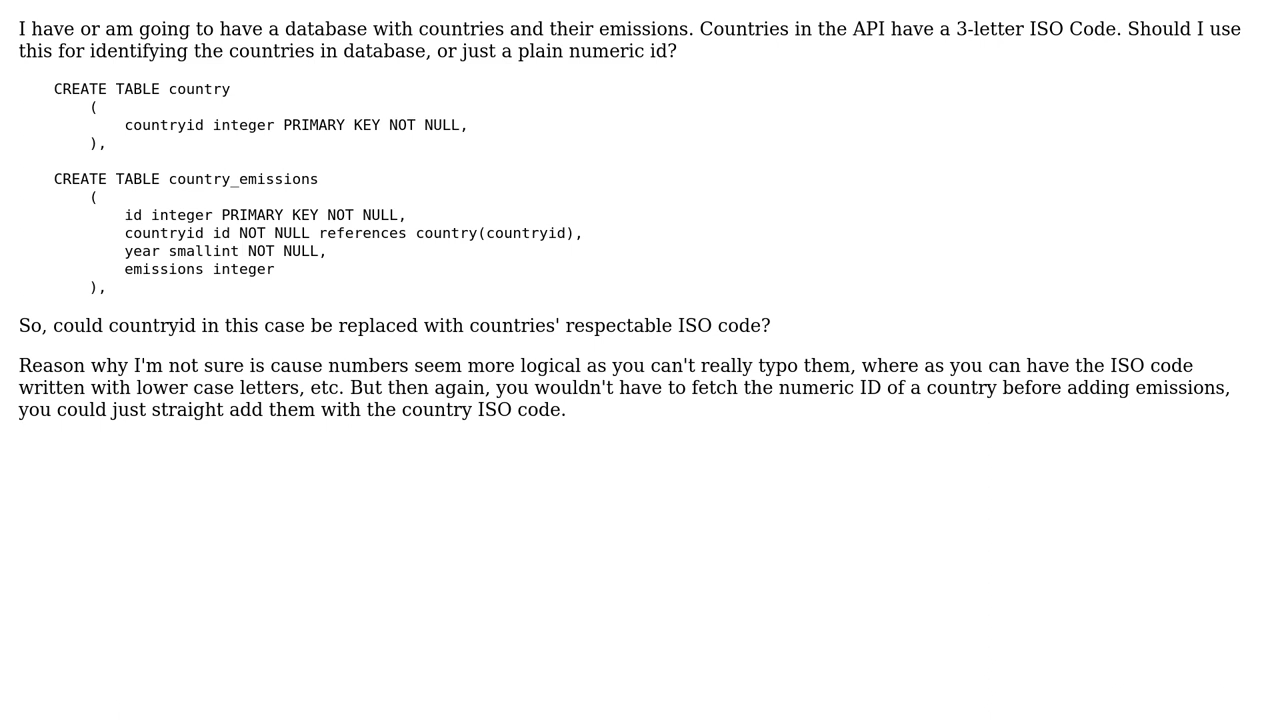 I have or am going to have a database with countries and their emissions. Countries in the API have a 3-letter ISO Code. Should I use
this for identifying the countries in database, or just a plain numeric id?
CREATE TABLE country
(
countryid integer PRIMARY KEY NOT NULL,
),
CREATE TABLE country_emissions
(
id integer PRIMARY KEY NOT NULL,
countryid id NOT NULL references country(countryid),
year smallint NOT NULL,
emissions integer
),
So, could countryid in this case be replaced with countries' respectable ISO code?
Reason why I'm not sure is cause numbers seem more logical as you can't really typo them, where as you can have the ISO code
written with lower case letters, etc. But then again, you wouldn't have to fetch the numeric ID of a country before adding emissions,
you could just straight add them with the country ISO code.